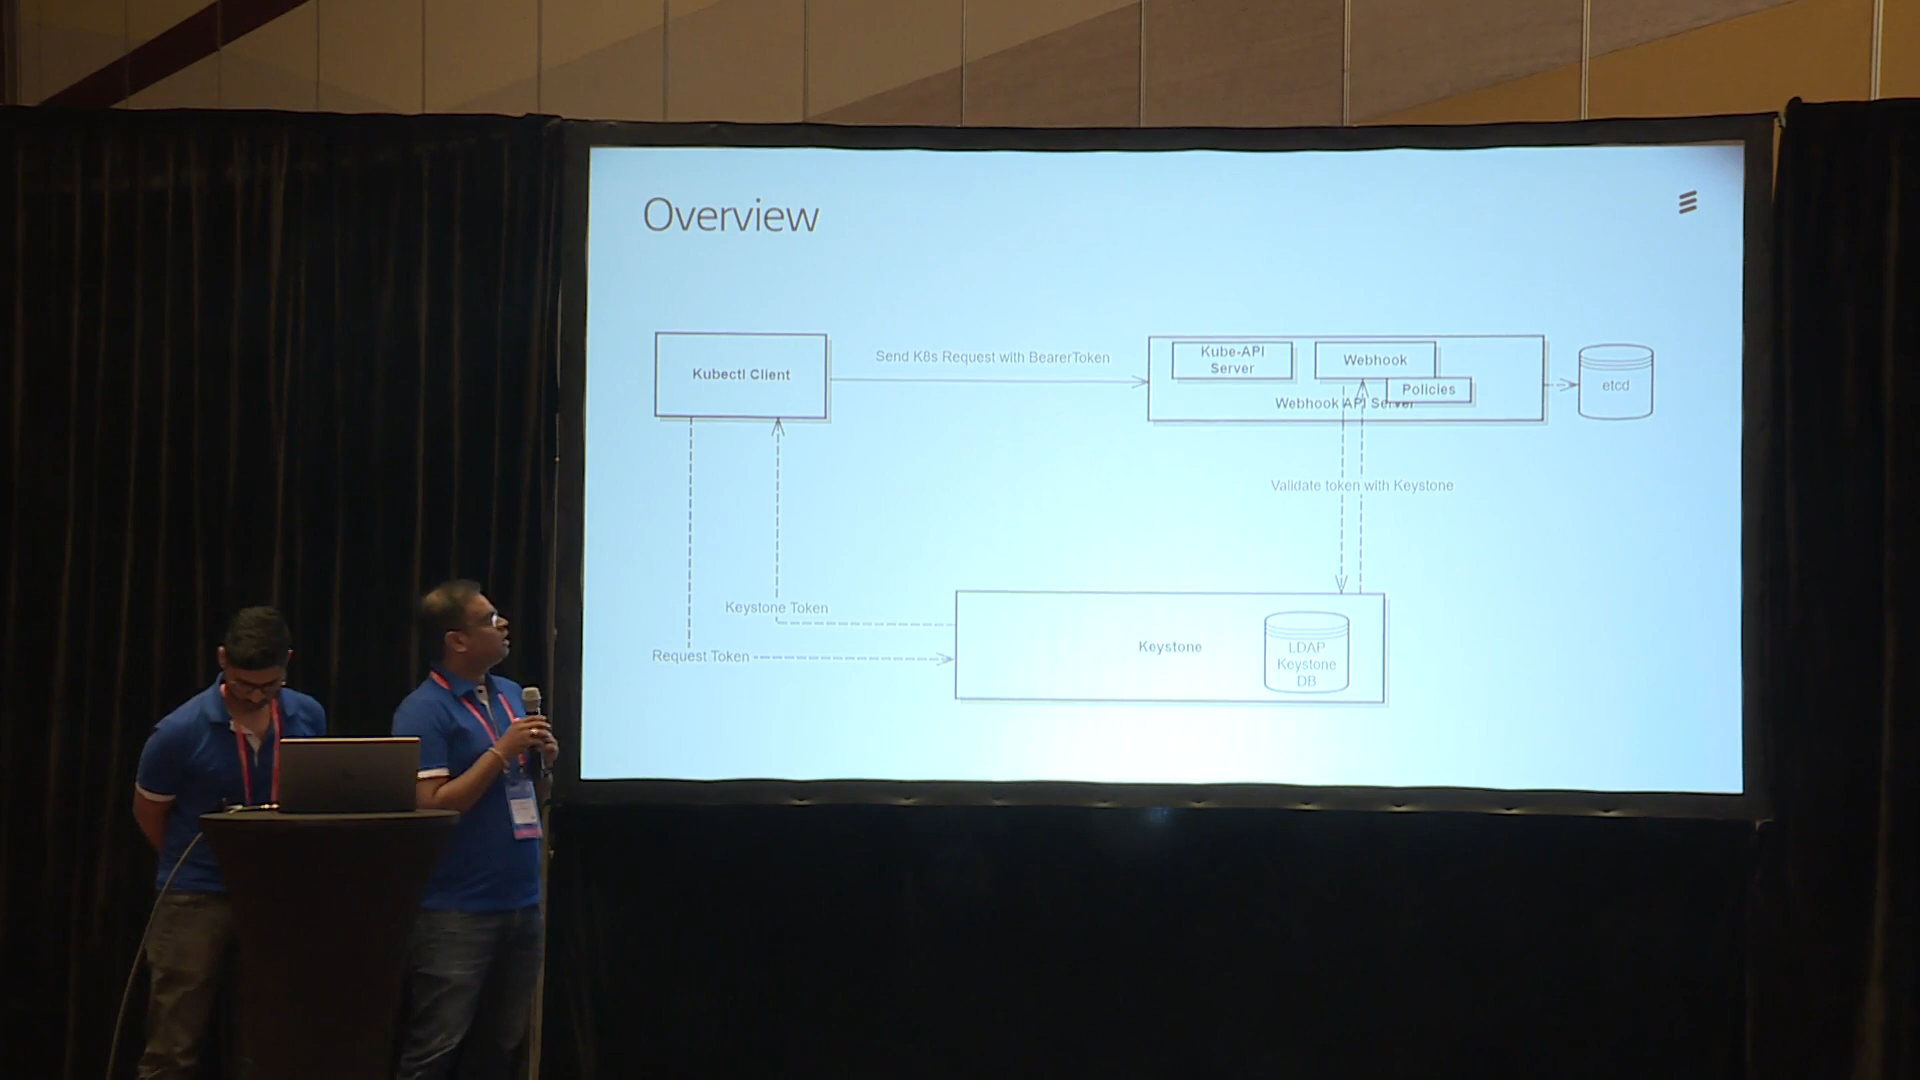 Overview
Kubectl Client
Send K8s Request with BearerToken
Kube-API
Server
Webhook
Policies
Webhook API Server
etcd
Validate token with Keystone
Keystone Token
Request Token
Keystone
LDAP
Keystone
DB